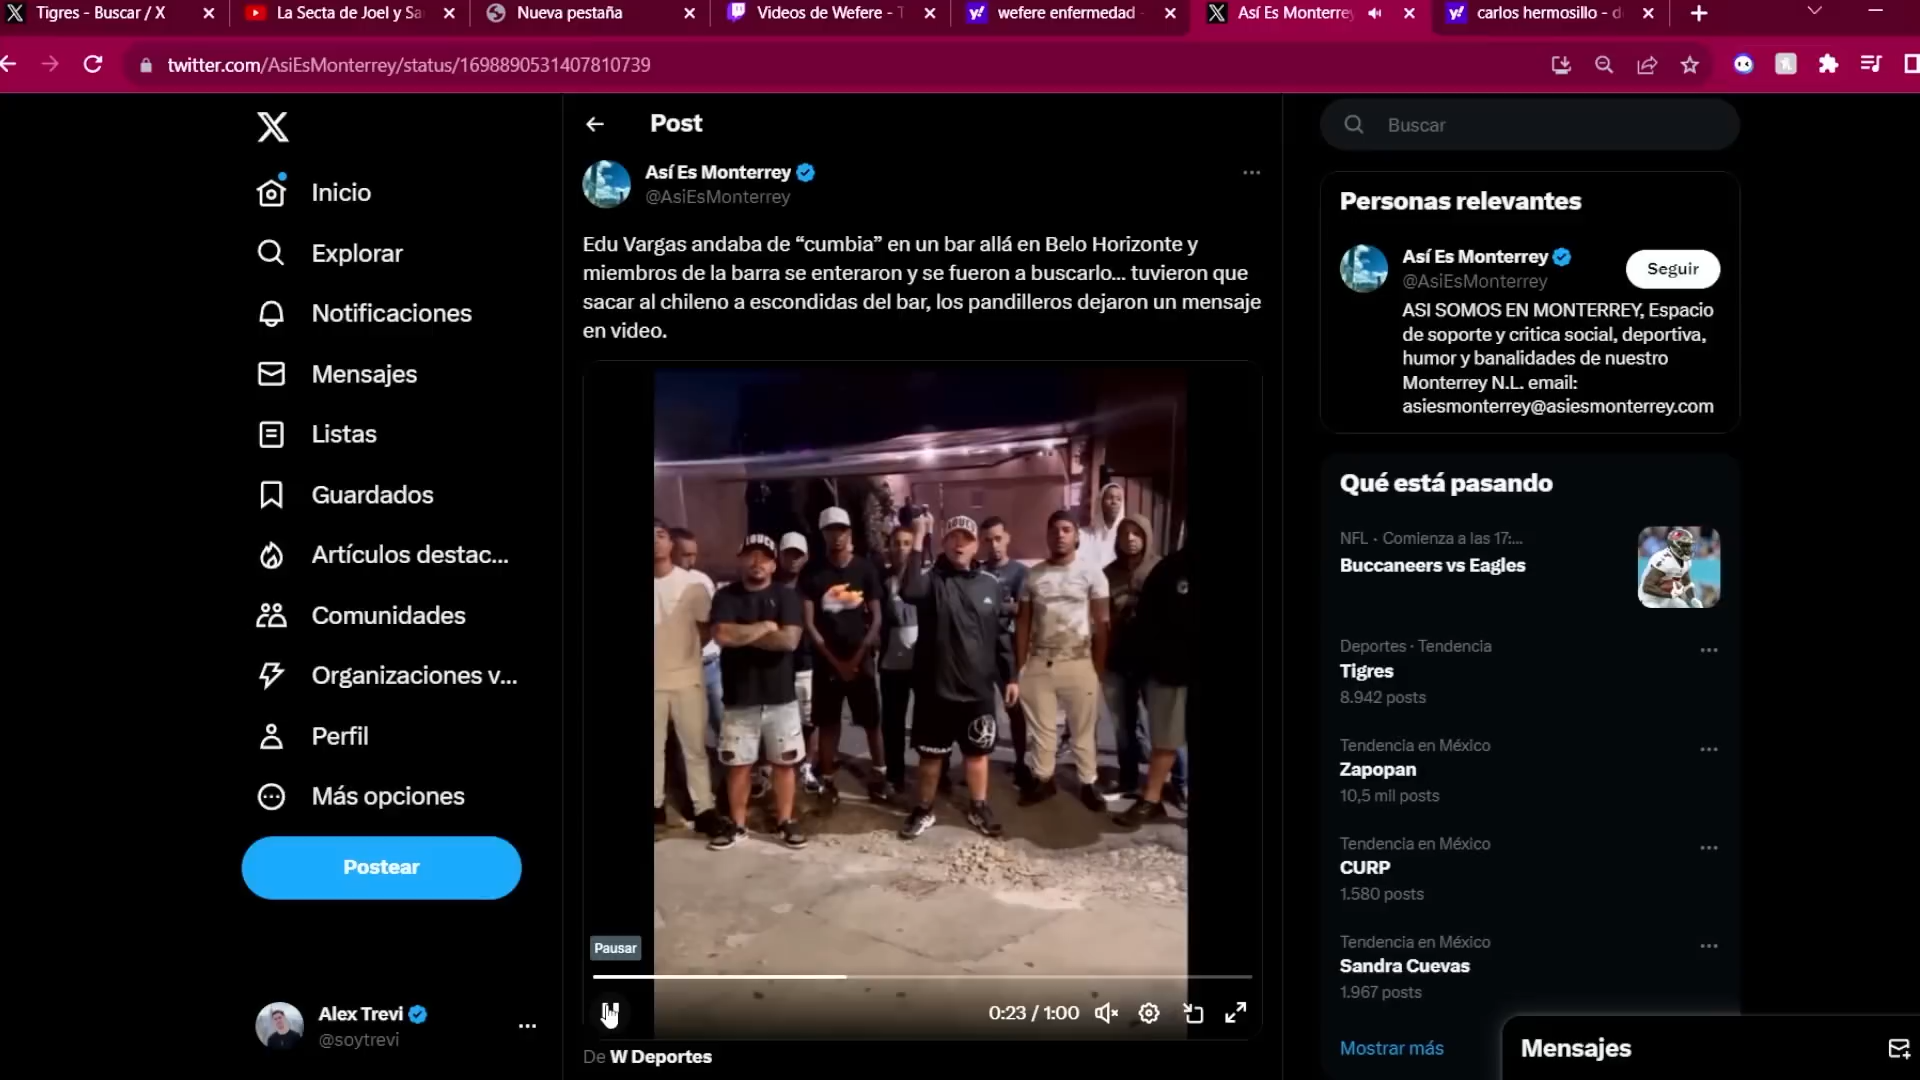 Tigres - Buscar / X
La Secta de Joel y Sa
Nueva pestaña
Videos de Wefere - T
wefere enfermedad -
Así Es Monterrey
carlos hermosillo - d
twitter.com/AsiEsMonterrey/status/1698890531407810739
Inicio
Explorar
Notificaciones
Mensajes
Listas
Guardados
Artículos destac...
Comunidades
Organizaciones v...
Perfil
Más opciones
Postear
Alex Trevi
@soytrevi
Post
Así Es Monterrey
@AsiEsMonterrey
Edu Vargas andaba de “cumbia” en un bar allá en Belo Horizonte y
miembros de la barra se enteraron y se fueron a buscarlo... tuvieron que
sacar al chileno a escondidas del bar, los pandilleros dejaron un mensaje
en video.
Pausar
0:23 / 1:00
De W Deportes
Buscar
Personas relevantes
Así Es Monterrey
@AsiEsMonterrey
Seguir
ASI SOMOS EN MONTERREY, Espacio
de soporte y critica social, deportiva,
humor y banalidades de nuestro
Monterrey N.L. email:
asiesmonterrey@asiesmonterrey.com
Qué está pasando
NFL · Comienza a las 17:...
Buccaneers vs Eagles
Deportes · Tendencia
Tigres
8.942 posts
Tendencia en México
Zapopan
10,5 mil posts
Tendencia en México
CURP
1.580 posts
Tendencia en México
Sandra Cuevas
1.967 posts
Mostrar más
Mensajes